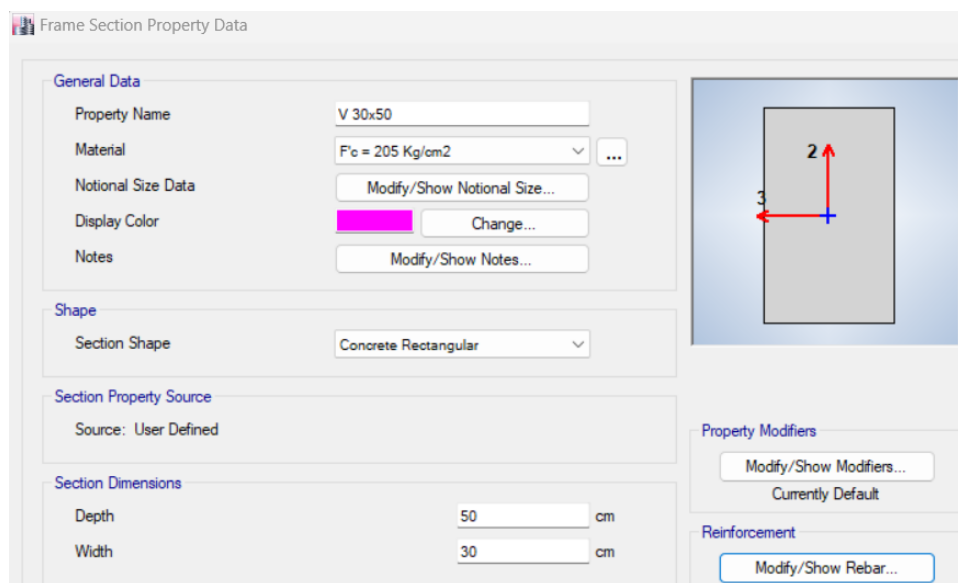 Frame Section Property Data
General Data
Property Name V 30x50
Material F'c = 205 Kg/cm2 ...
Notional Size Data Modify/Show Notional Size...
Display Color Change...
Notes Modify/Show Notes...
Shape
Section Shape Concrete Rectangular
Section Property Source
Source: User Defined
Section Dimensions
Depth 50 cm
Width 30 cm
2
3
Property Modifiers
Modify/Show Modifiers...
Currently Default
Reinforcement
Modify/Show Rebar...